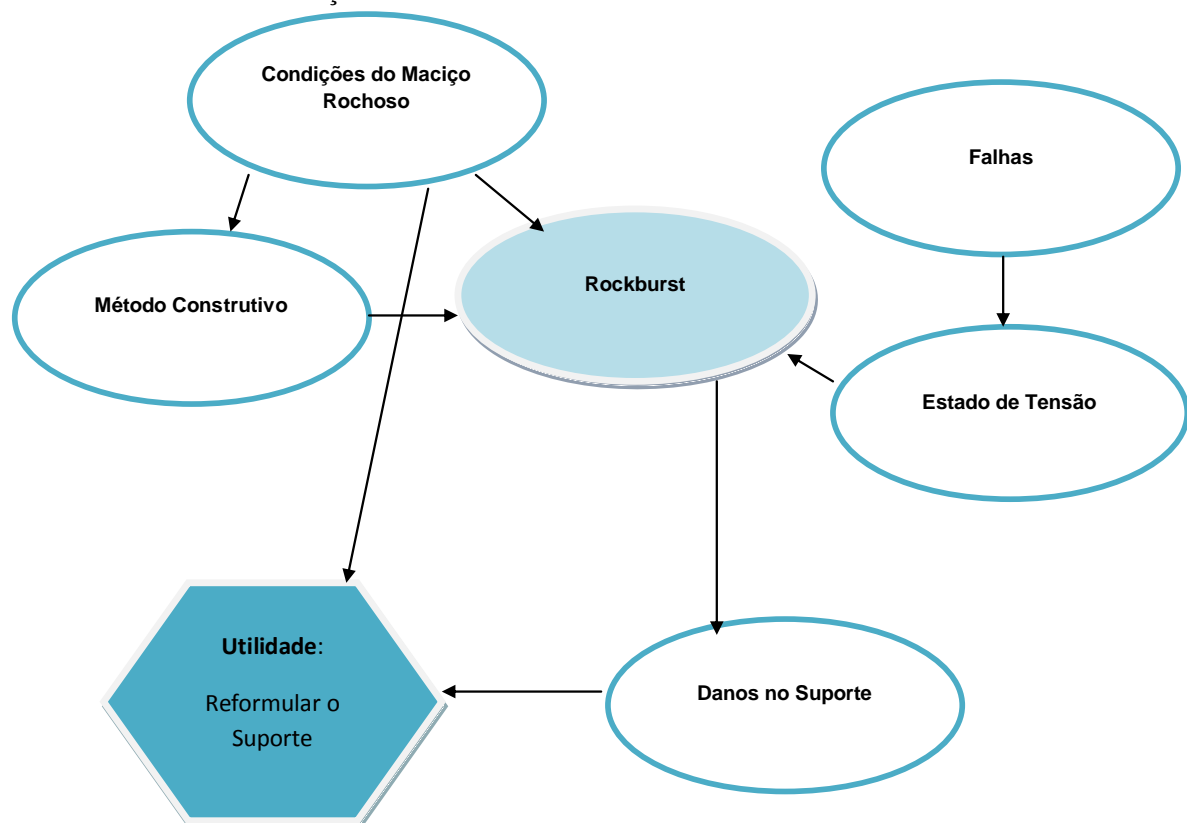 Condições do Maciço
Rochoso
Falhas
Rockburst
Método Construtivo
Estado de Tensão
Utilidade:
Reformular o
Suporte
Danos no Suporte